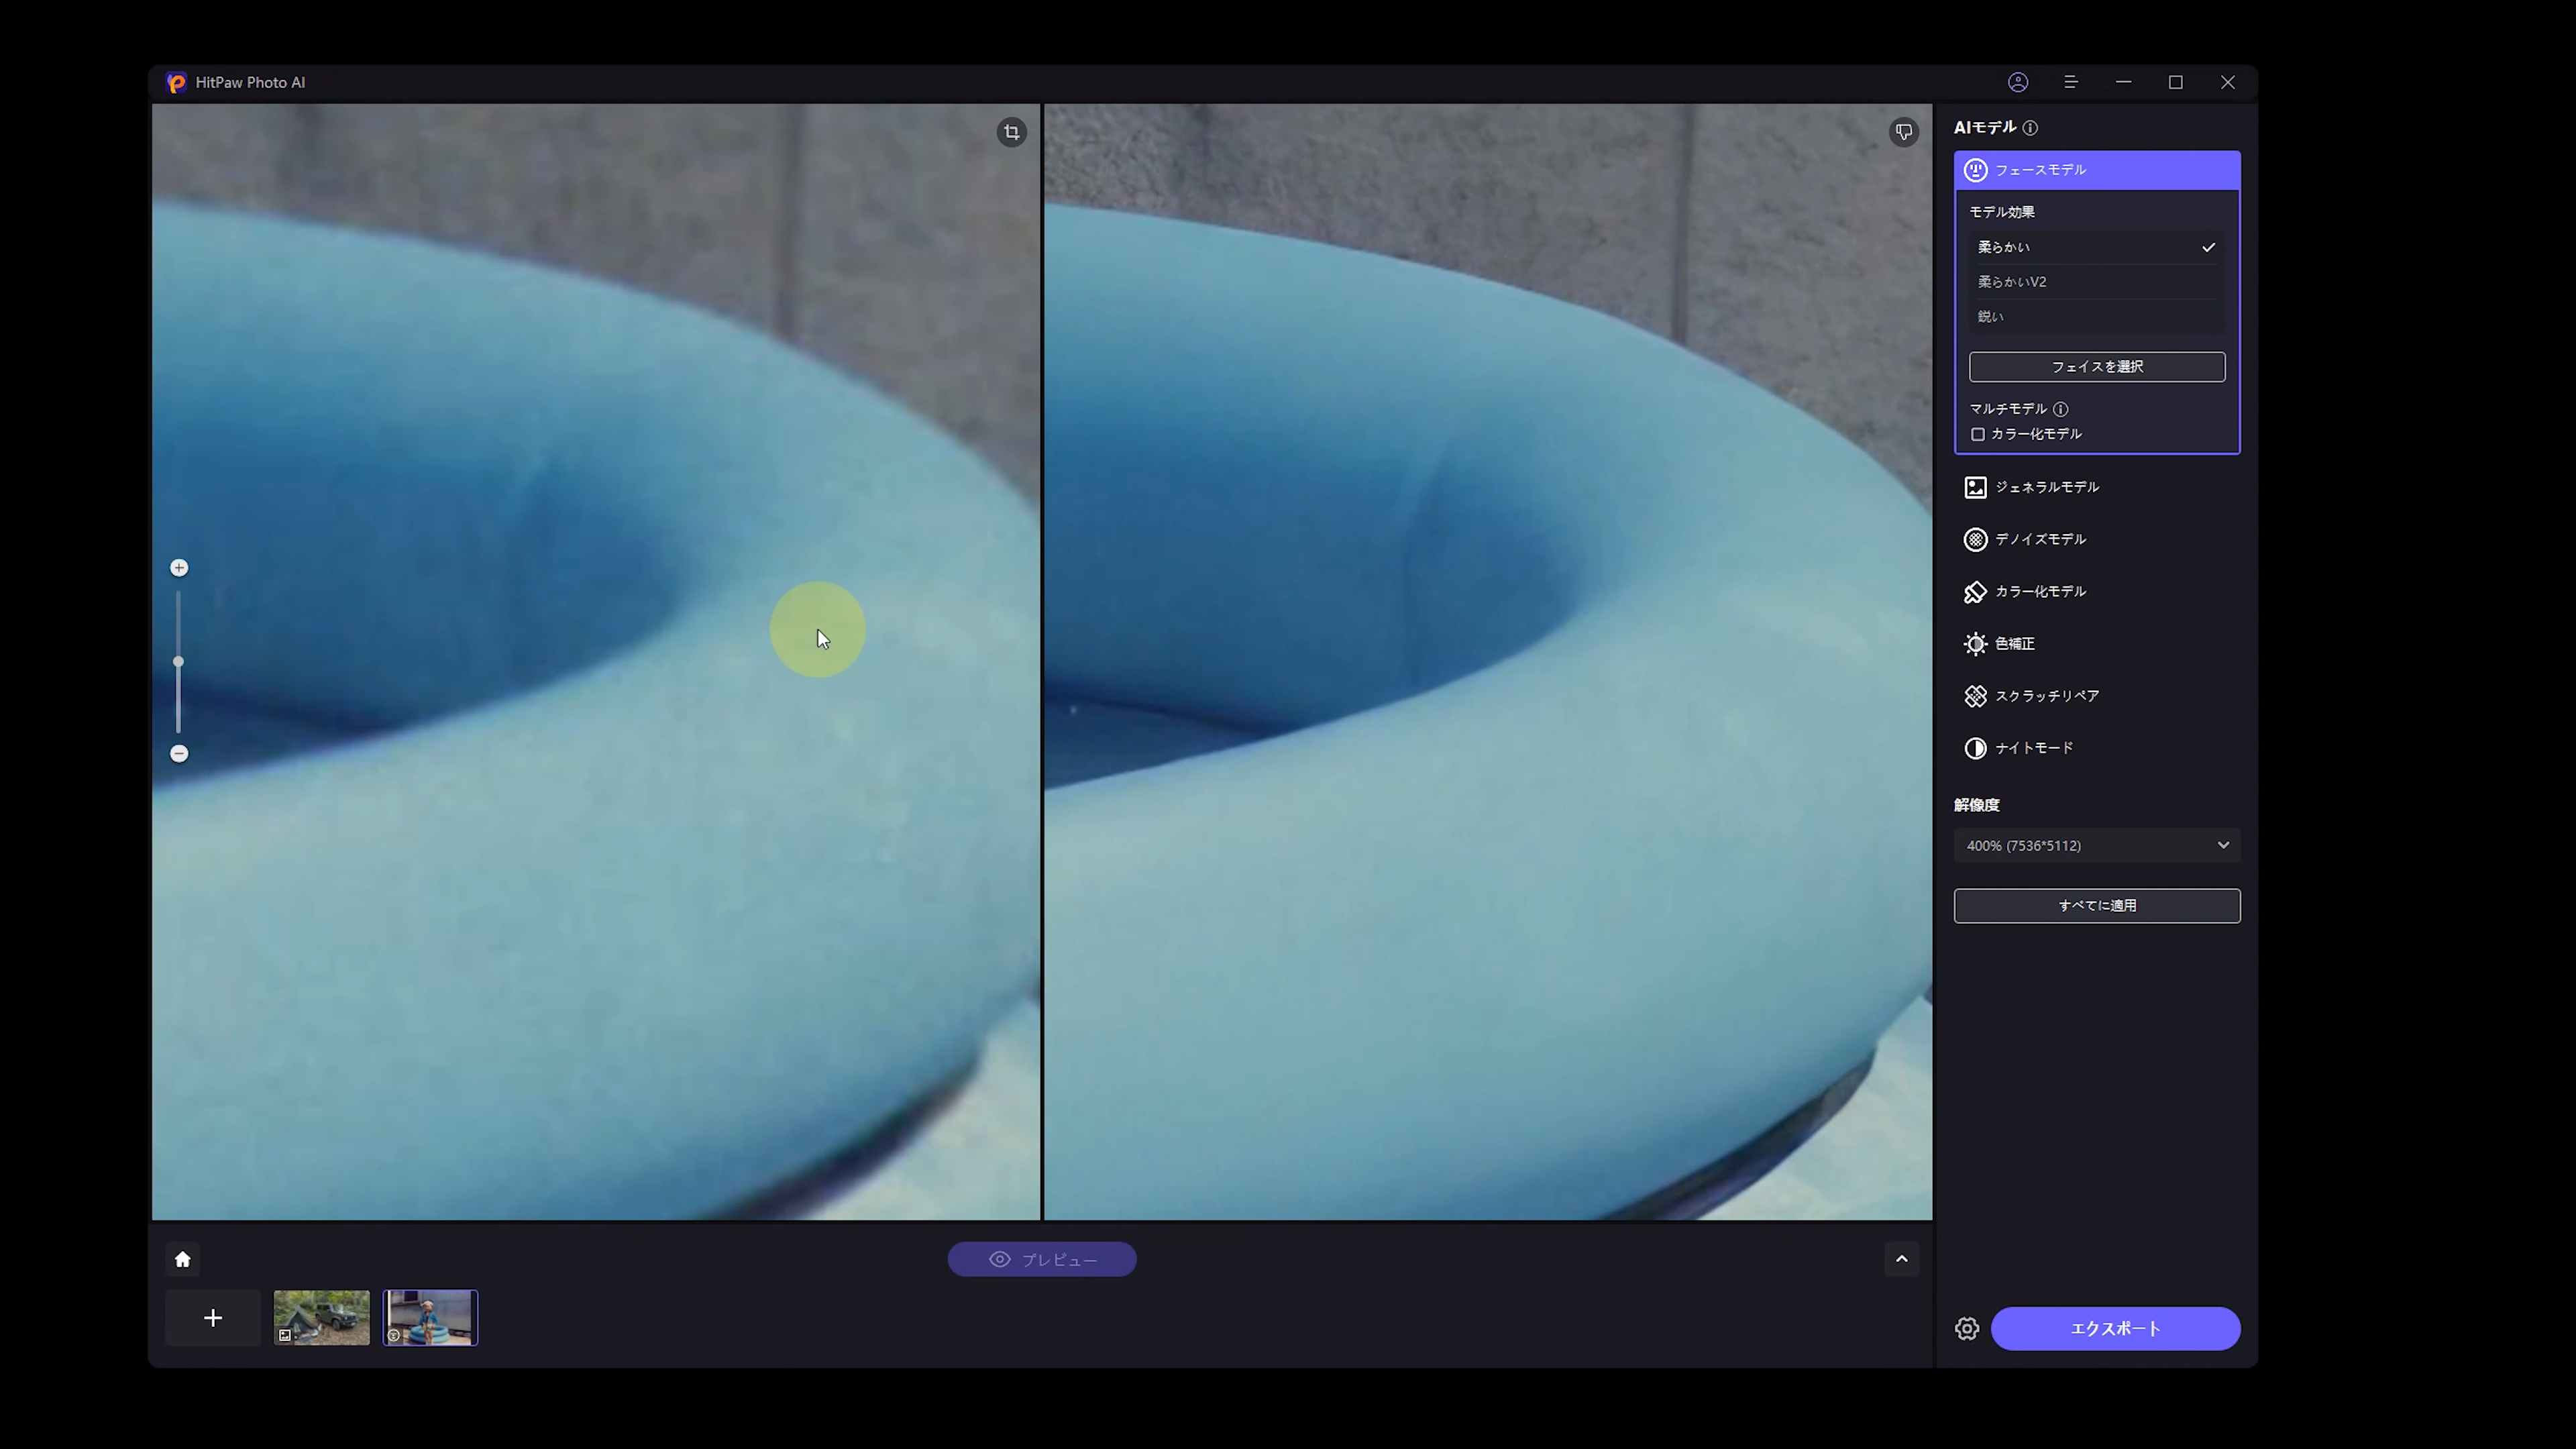 HitPaw Photo AI
AIモデル
フェースモデル
モデル効果
柔らかい
柔らかいV2
鋭い
フェイスを選択
マルチモデル
カラー化モデル
ジェネラルモデル
デノイズモデル
カラー化モデル
色補正
スクラッチリペア
ナイトモード
解像度
400% (7536*5112)
すべてに適用
プレビュー
エクスポート